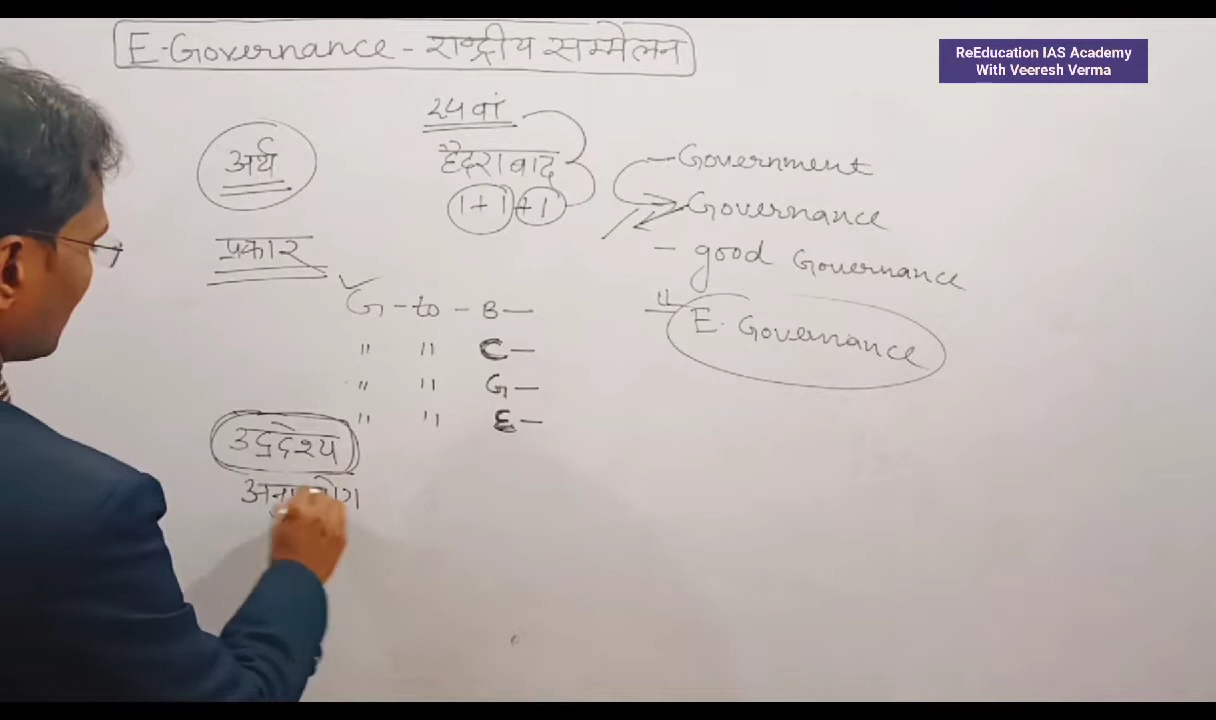 E-Governance - राष्ट्रीय सम्मेलन
ReEducation IAS Academy
With Veeresh Verma
24वां
हैदराबाद
1+1+1
अर्थ
प्रकार
G - to - B -
" " C -
" " G -
" " E -
उद्देश्य
- Government
Governance
- good Governance
" E. Governance